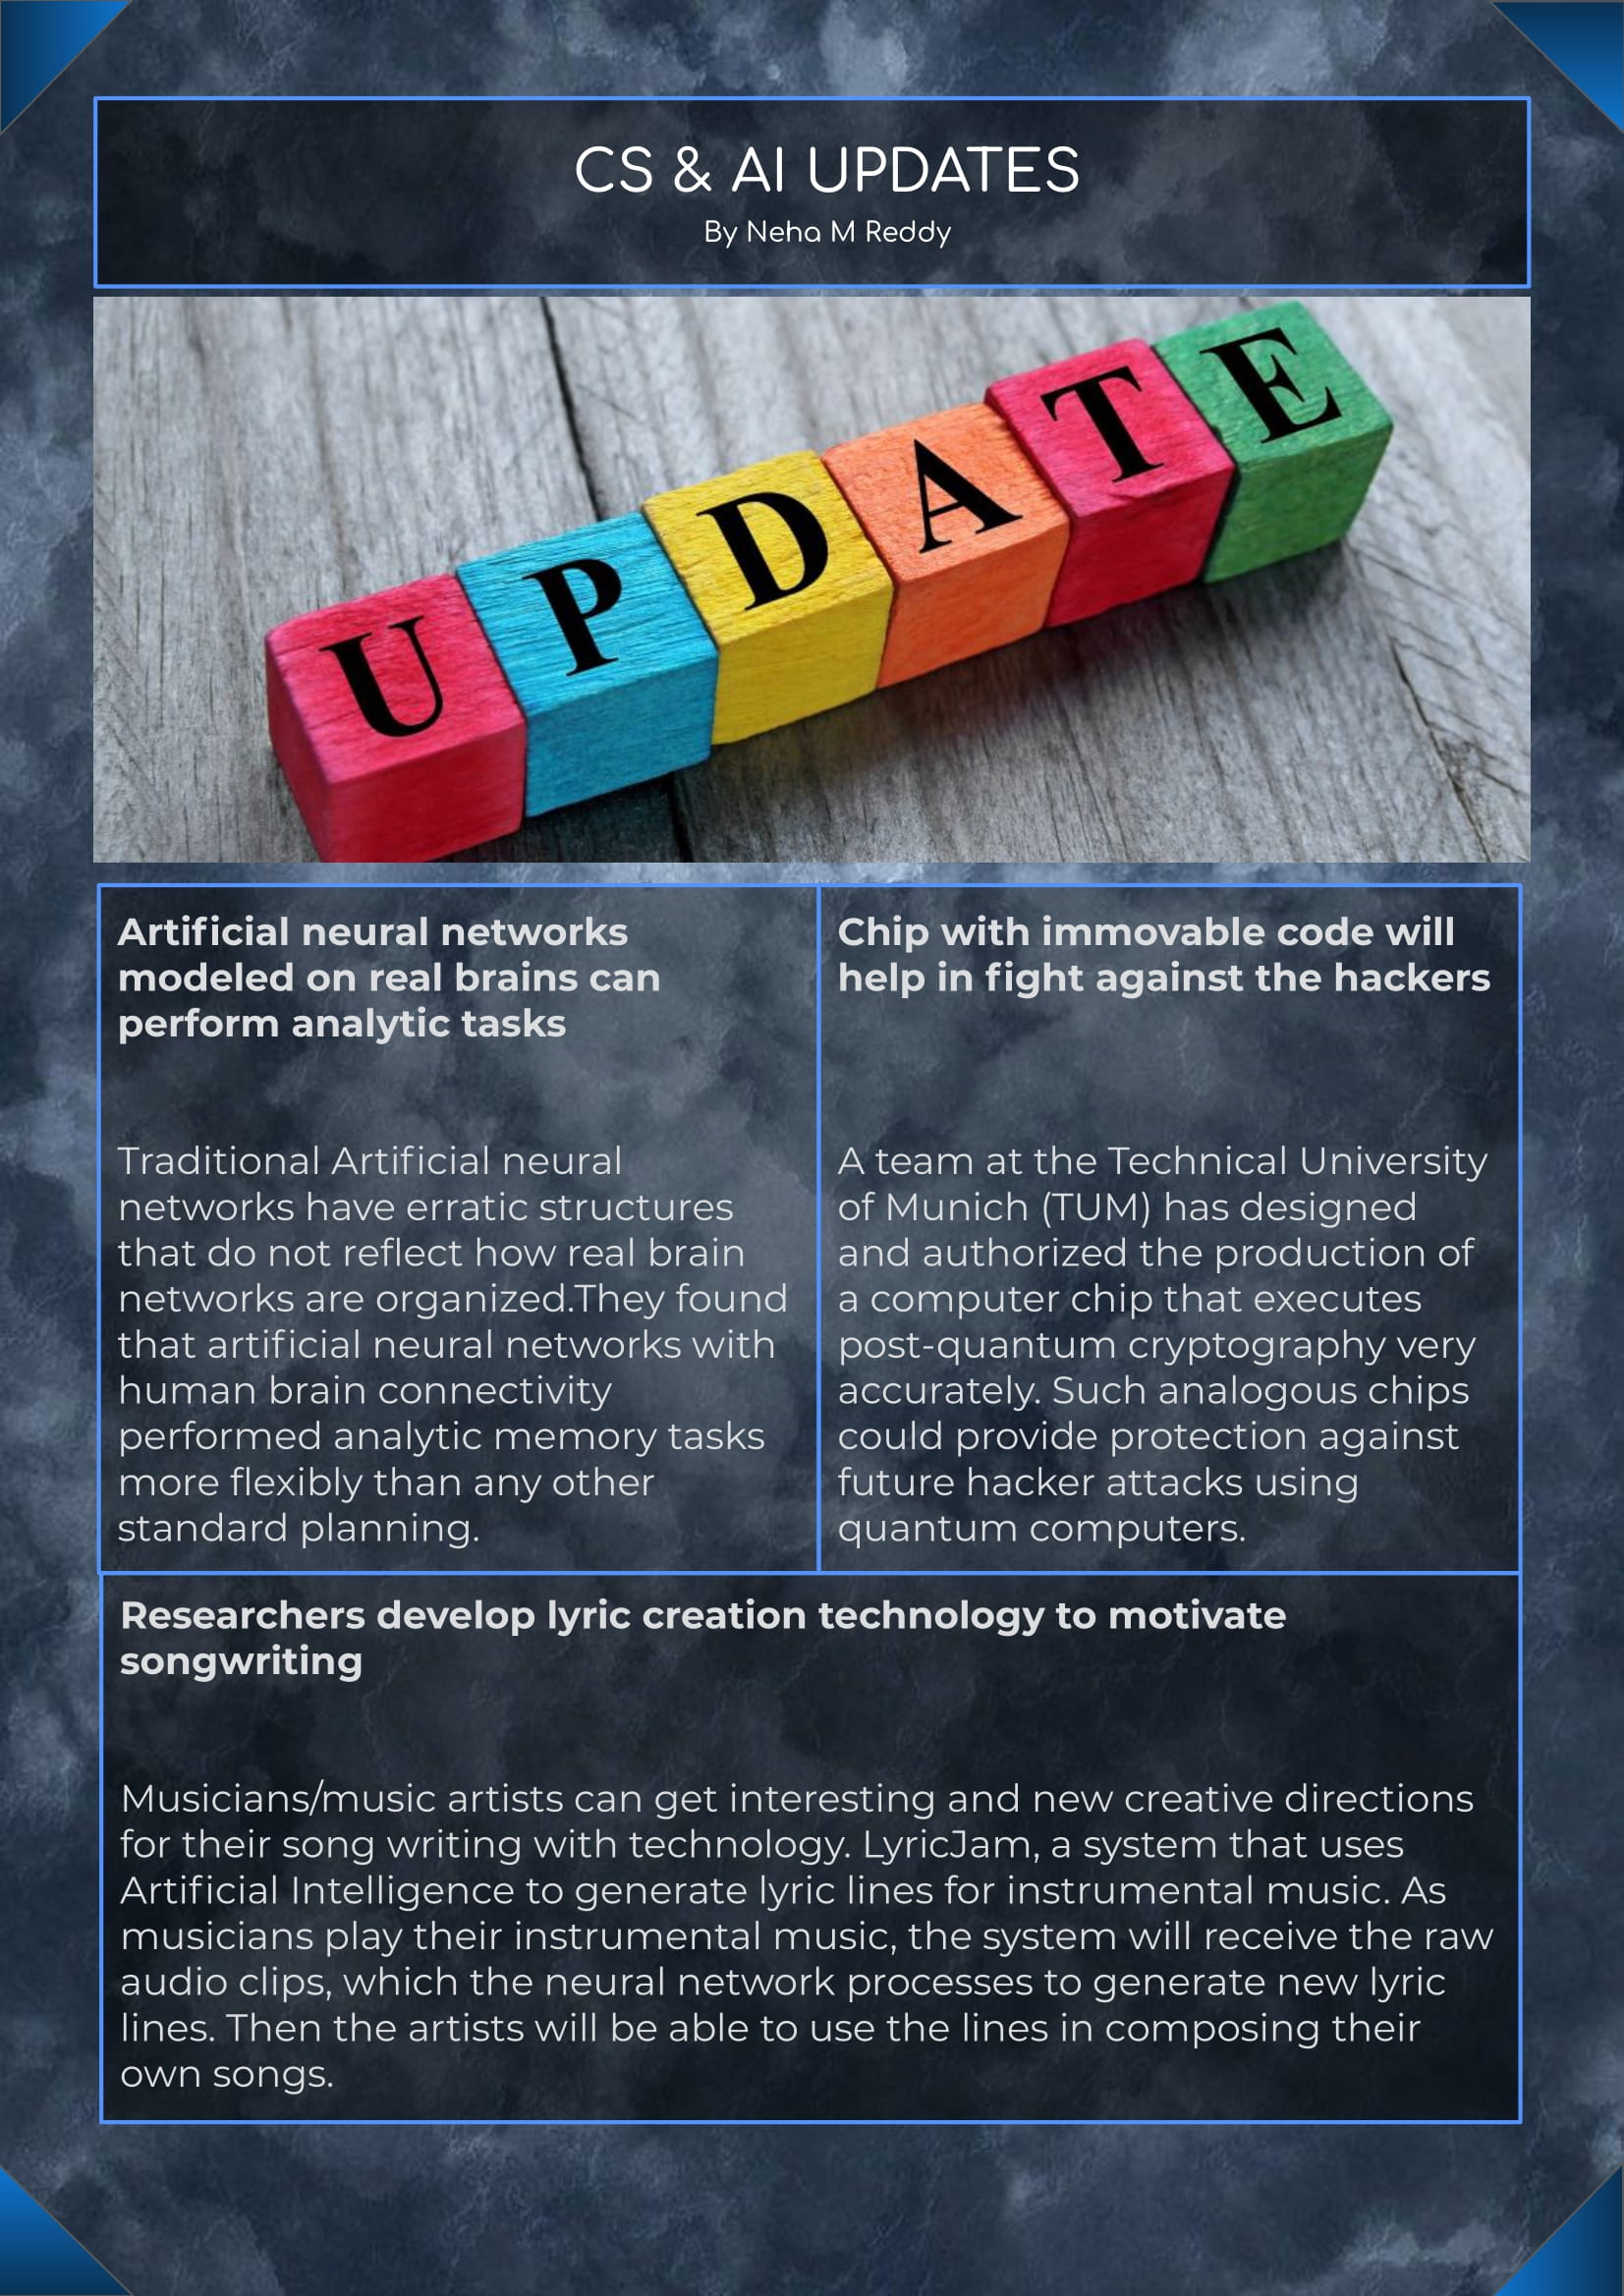 CS & AI UPDATES
By Neha M Reddy
UPDATE
Artificial neural networks
modeled on real brains can
perform analytic tasks
Traditional Artificial neural
networks have erratic structures
that do not reflect how real brain
networks are organized.They found
that artificial neural networks with
human brain connectivity
performed analytic memory tasks
more flexibly than any other
standard planning.
Chip with immovable code will
help in fight against the hackers
A team at the Technical University
of Munich (TUM) has designed
and authorized the production of
a computer chip that executes
post-quantum cryptography very
accurately. Such analogous chips
could provide protection against
future hacker attacks using
quantum computers.
Researchers develop lyric creation technology to motivate
songwriting
Musicians/music artists can get interesting and new creative directions
for their song writing with technology. LyricJam, a system that uses
Artificial Intelligence to generate lyric lines for instrumental music. As
musicians play their instrumental music, the system will receive the raw
audio clips, which the neural network processes to generate new lyric
lines. Then the artists will be able to use the lines in composing their
own songs.